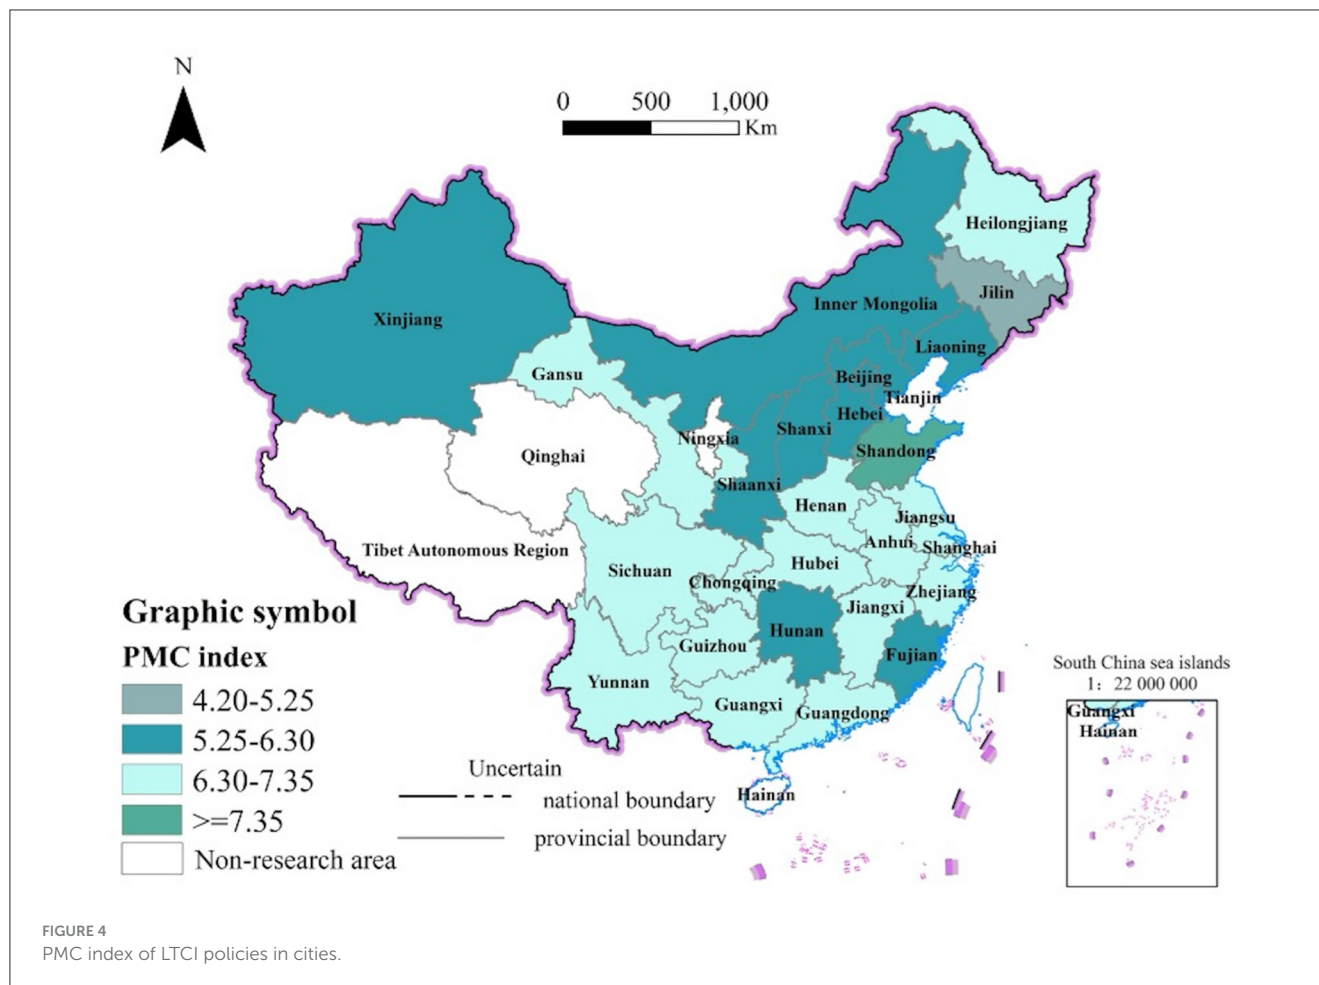 N
0 500 1,000
Km
Heilongjiang
Jilin
Inner Mongolia
Xinjiang
Liaoning
Gansu
Beijing
Tianjin
Hebei
Shanxi
Ningxia
Shandong
Qinghai
Shaanxi
Henan
Jiangsu
Anhui
Shanghai
Tibet Autonomous Region
Hubei
Sichuan
Chongqing
Zhejiang
Jiangxi
Hunan
Guizhou
Fujian
Yunnan
Guangxi
Guangdong
Hainan
Graphic symbol
PMC index
4.20-5.25
5.25-6.30
6.30-7.35
>=7.35
Non-research area
Uncertain
national boundary
provincial boundary
South China sea islands
1: 22 000 000
Guangxi
Hainan
FIGURE 4
PMC index of LTCI policies in cities.